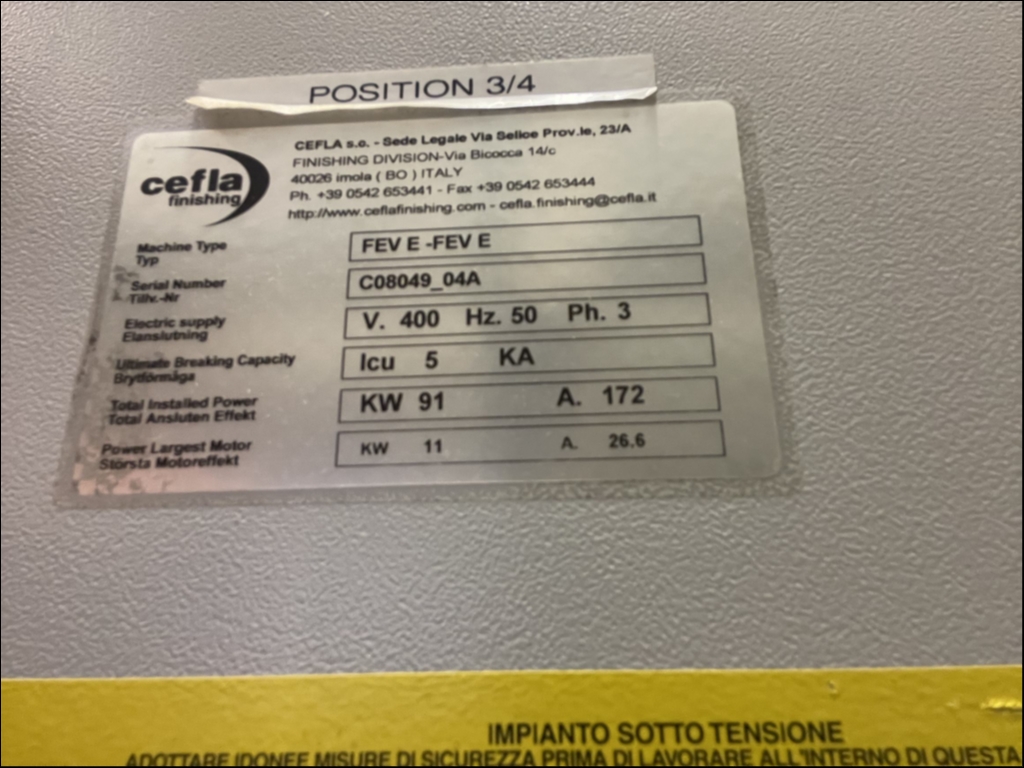 POSITION 3/4
cefla
finishing
CEFLA s.c. - Sede Legale Via Selice Prov.le, 23/A
FINISHING DIVISION-Via Bicocca 14/c
40026 imola ( BO ) ITALY
Ph. +39 0542 653441 - Fax +39 0542 653444
http://www.ceflafinishing.com - cefla.finishing@cefla.it
Machine Type
Typ
FEV E -FEV E
Serial Number
Tillv.-Nr
C08049_04A
Electric supply
Elanslutning
V. 400 Hz. 50 Ph. 3
Ultimate Breaking Capacity
Brytförmåga
Icu 5 KA
Total Installed Power
Total Ansluten Effekt
KW 91 A. 172
Power Largest Motor
Största Motoreffekt
KW 11 A. 26.6
IMPIANTO SOTTO TENSIONE
ADOTTARE IDONEE MISURE DI SICUREZZA PRIMA DI LAVORARE ALL'INTERNO DI QUESTA